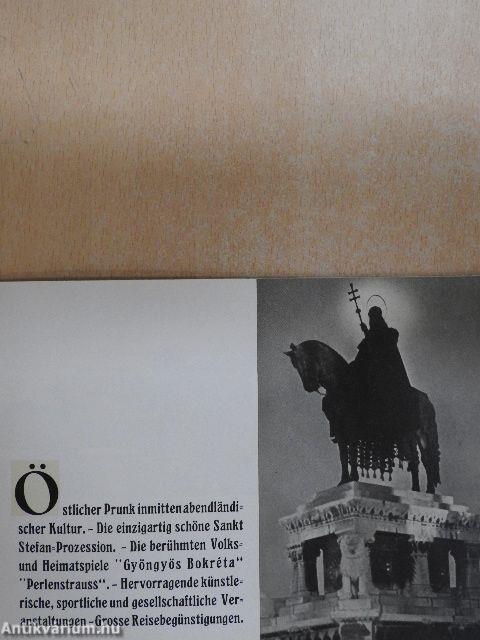 Östlicher Prunk inmitten abendländi=
scher Kultur. - Die einzigartig schöne Sankt
Stefan=Prozession. - Die berühmten Volks=
und Heimatspiele "Gyöngyös Bokréta"
"Perlenstrauss". - Hervorragende künstle=
rische, sportliche und gesellschaftliche Ver=
anstaltungen - Grosse Reisebegünstigungen.
Antikvarium.hu